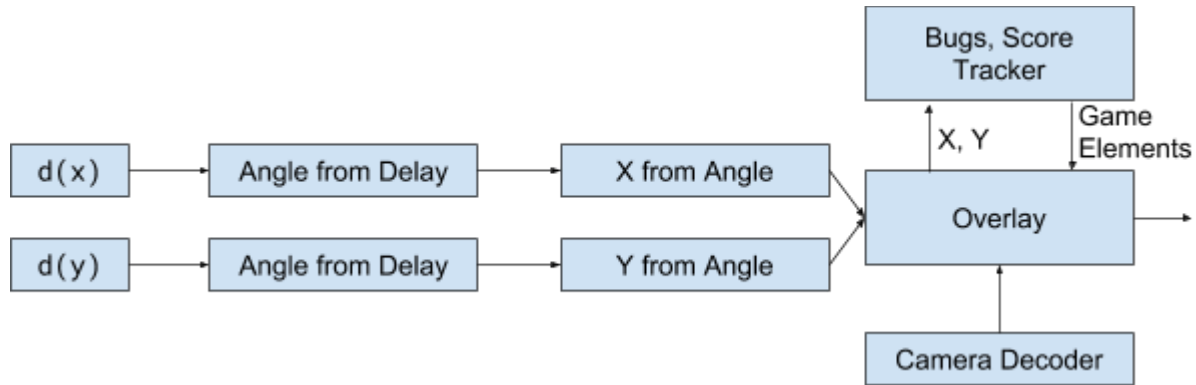 Bugs, Score
Tracker
X, Y
Game
Elements
d(x)
Angle from Delay
X from Angle
Overlay
d(y)
Angle from Delay
Y from Angle
Camera Decoder